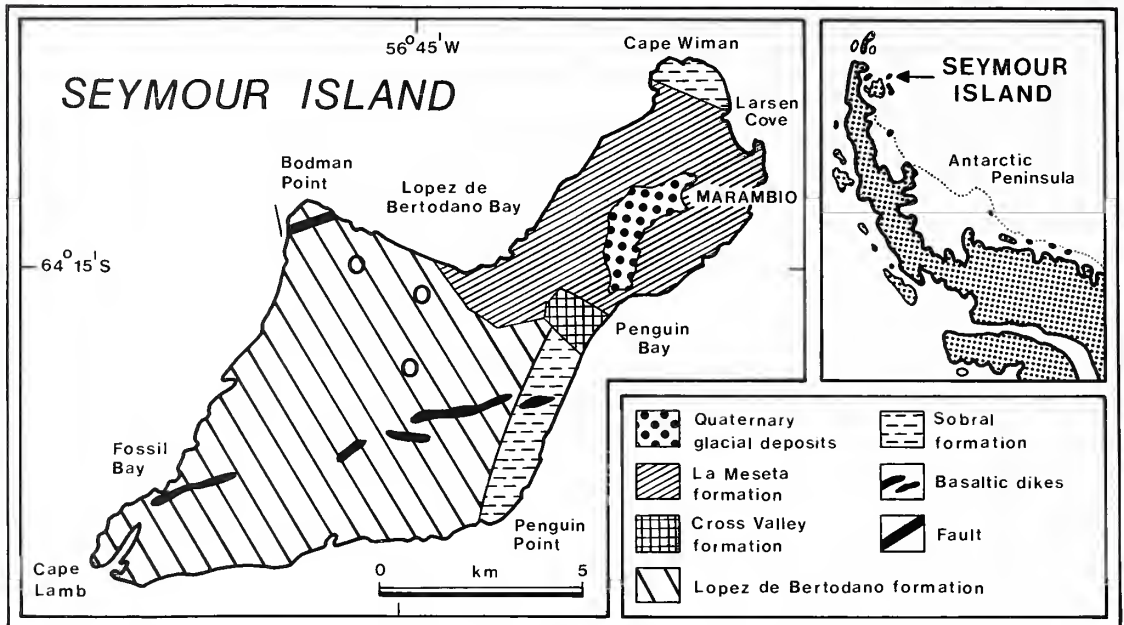 56°45'W
Cape Wiman
SEYMOUR ISLAND
Larsen
Cove
Bodman
Point
Lopez de
Bertodano Bay
MARAMBIO
64°15'S
Penguin
Bay
Fossil
Bay
Penguin
Point
Cape
Lamb
0 km 5
SEYMOUR
ISLAND
Antarctic
Peninsula
Quaternary
glacial deposits
La Meseta
formation
Cross Valley
formation
Lopez de Bertodano formation
Sobral
formation
Basaltic dikes
Fault